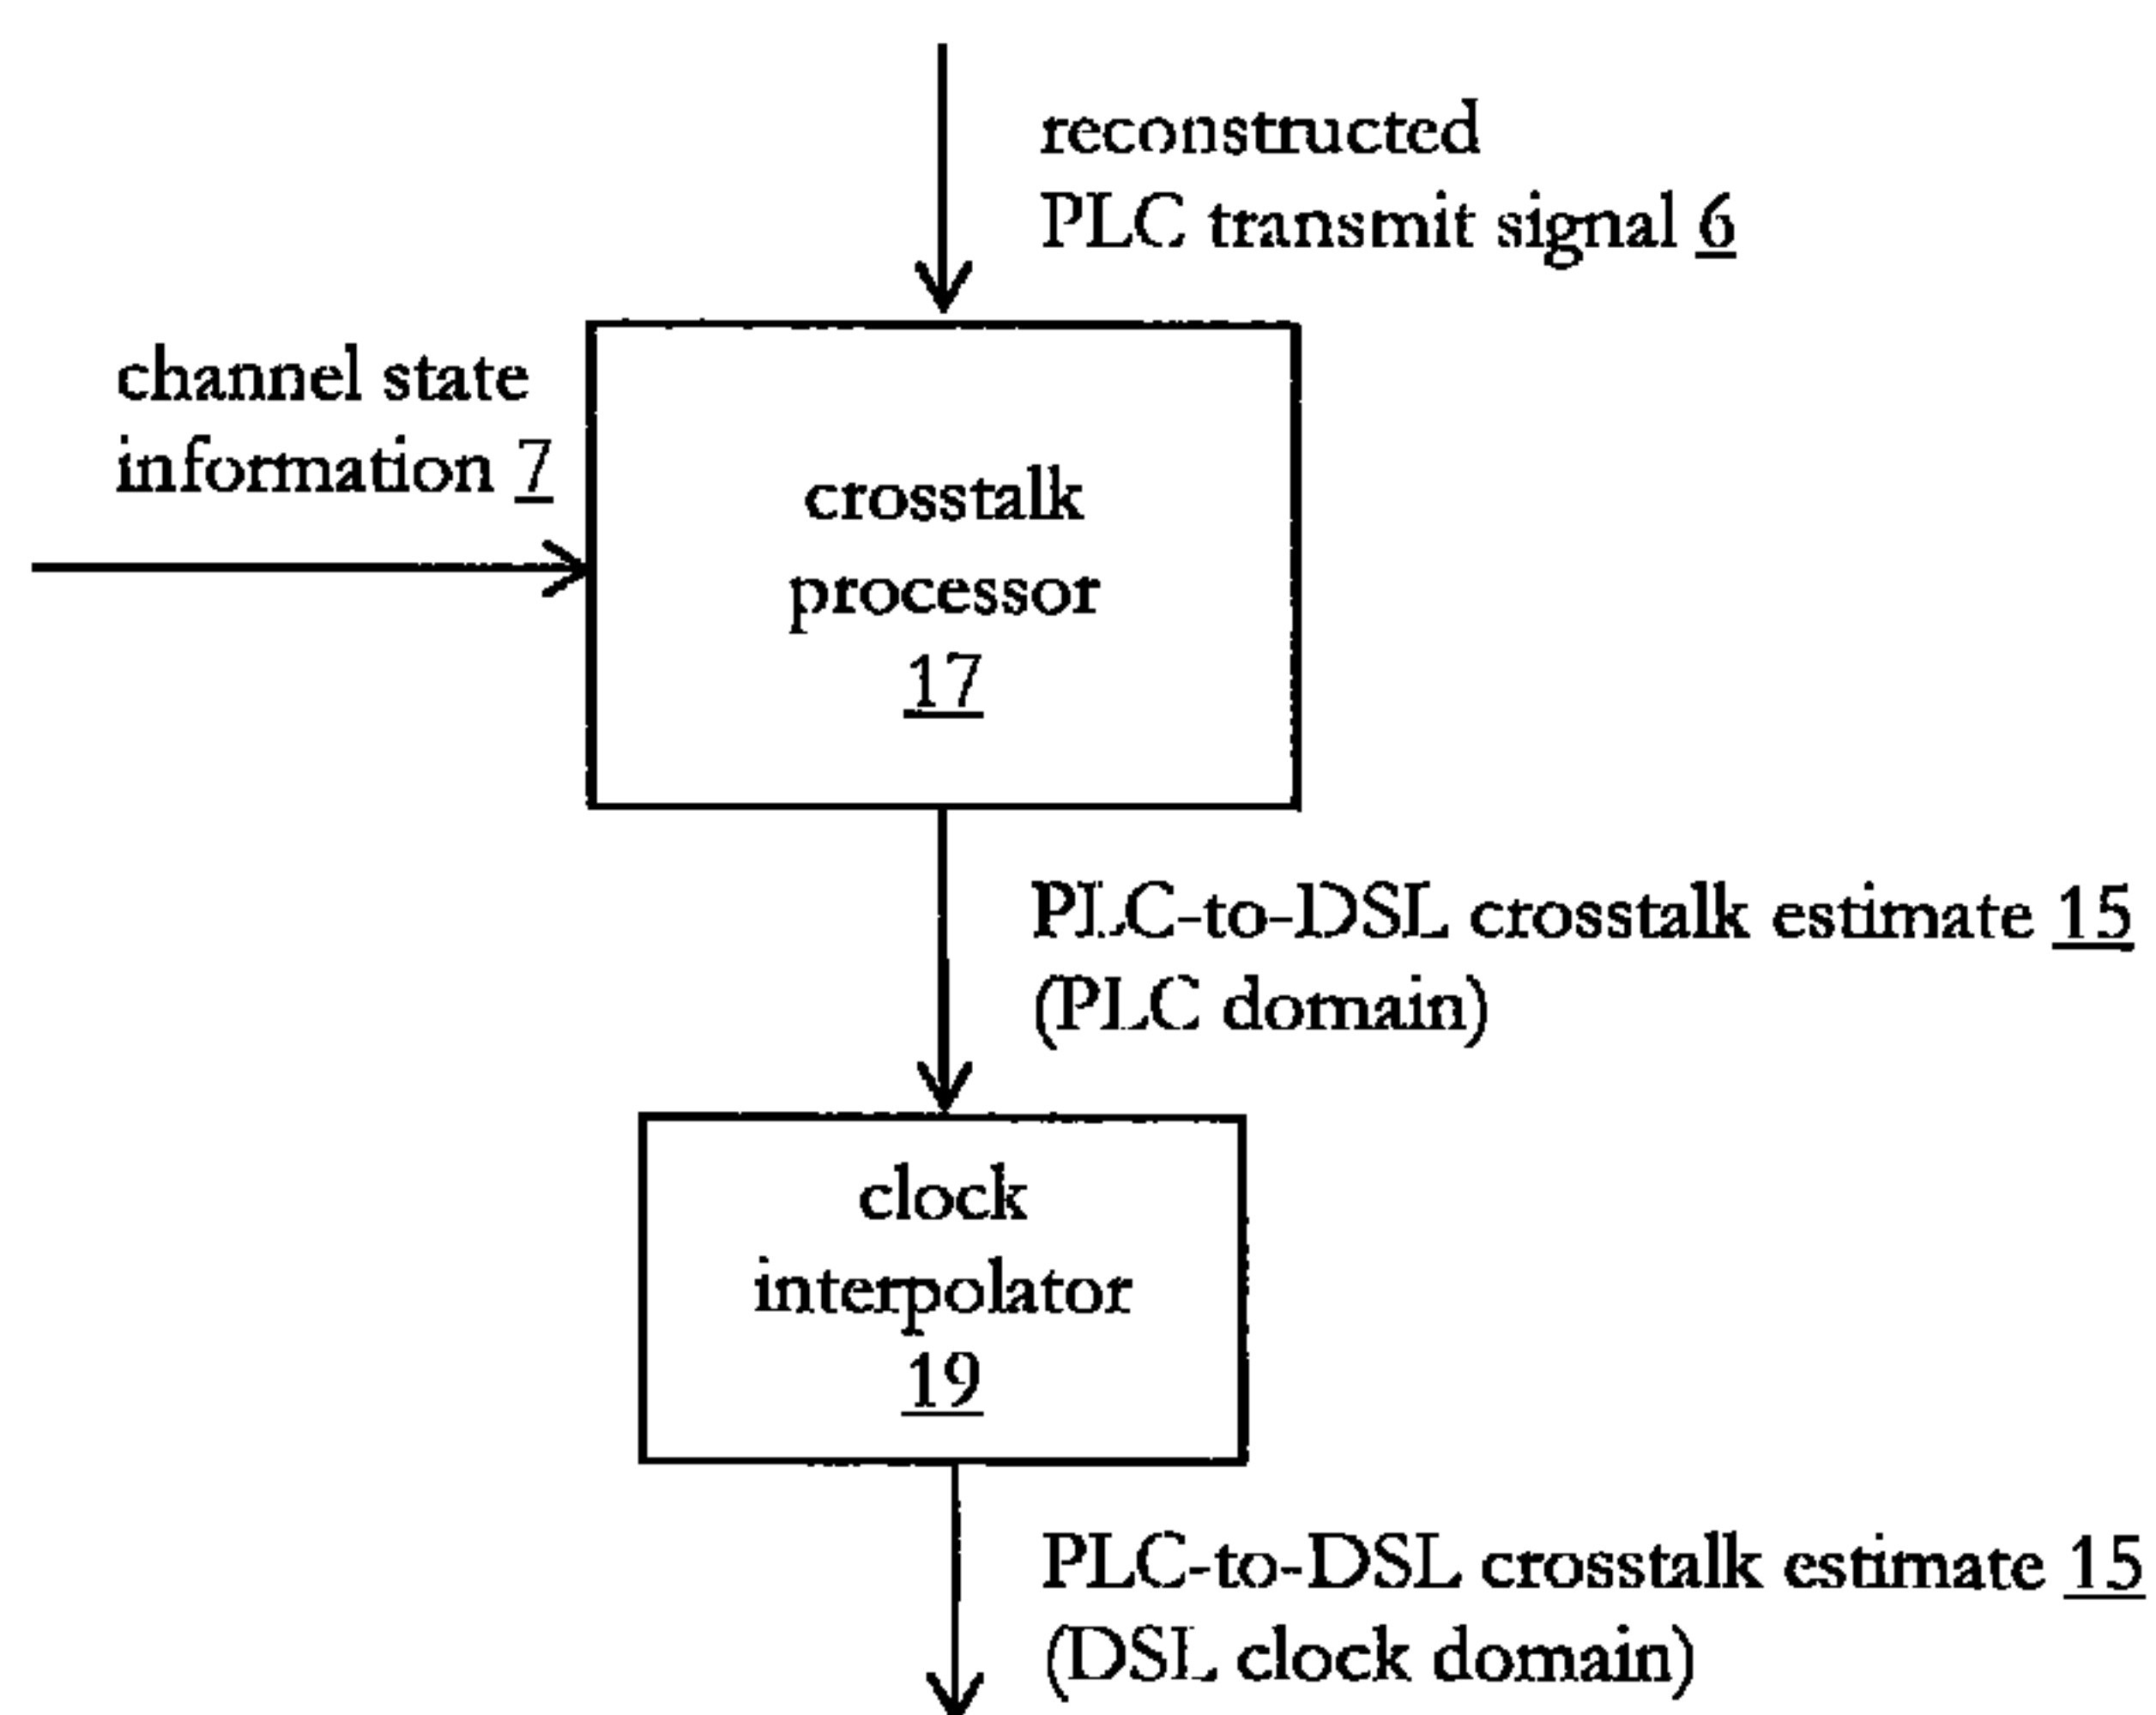 reconstructed
PLC transmit signal 6
channel state
information 7
crosstalk
processor
17
PLC-to-DSL crosstalk estimate 15
(PLC domain)
clock
interpolator
19
PLC-to-DSL crosstalk estimate 15
(DSL clock domain)